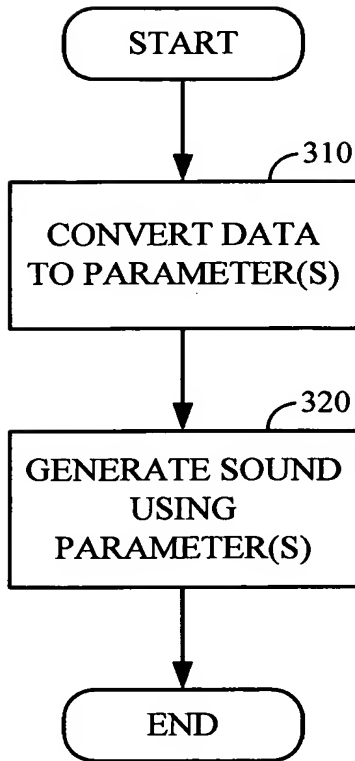 START
310
CONVERT DATA
TO PARAMETER(S)
320
GENERATE SOUND
USING
PARAMETER(S)
END